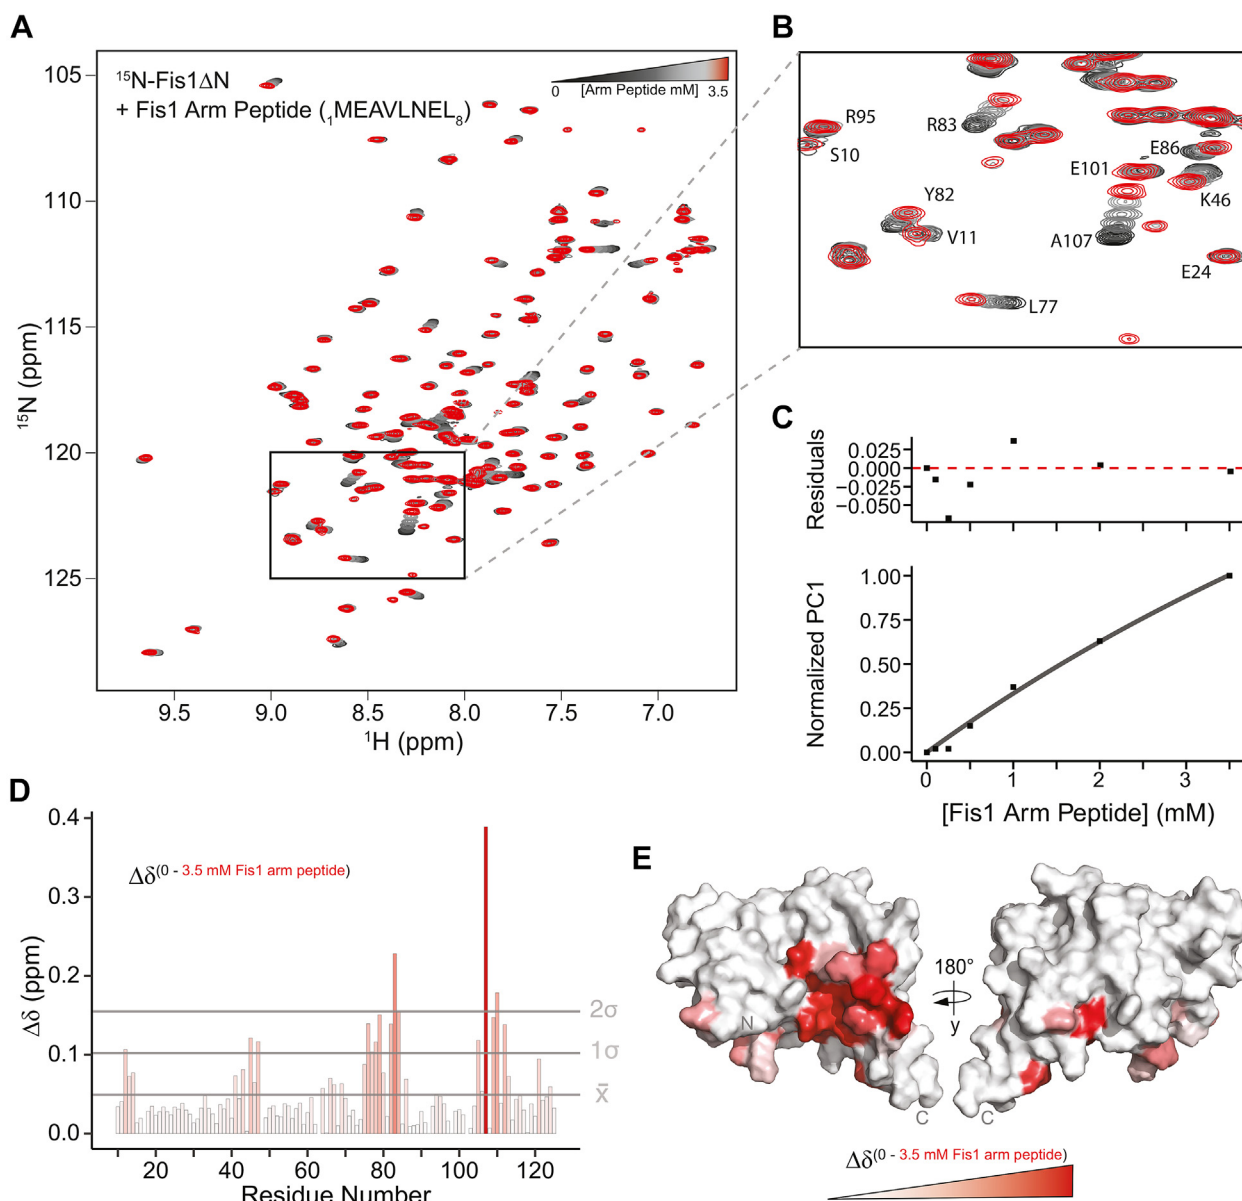 A
¹⁵N-Fis1ΔN
+ Fis1 Arm Peptide (₁MEAVLNEL₈)
0 [Arm Peptide mM] 3.5
105
110
115
120
125
¹⁵N (ppm)
9.5 9.0 8.5 8.0 7.5 7.0
¹H (ppm)
B
R95
S10
R83
E86
E101
K46
Y82
V11
A107
E24
L77
C
0.025
0.000
−0.025
−0.050
Residuals
1.00
0.75
0.50
0.25
0.00
Normalized PC1
0 1 2 3
[Fis1 Arm Peptide] (mM)
D
0.4
0.3
0.2
0.1
0.0
Δδ (ppm)
Δδ(0 - 3.5 mM Fis1 arm peptide)
2σ
1σ
x̄
20 40 60 80 100 120
Residue Number
E
180°
y
N
C
C
Δδ(0 - 3.5 mM Fis1 arm peptide)